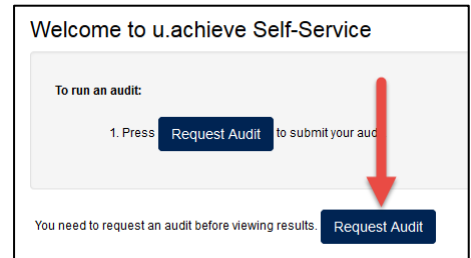 Welcome to u.achieve Self-Service
To run an audit:
1. Press Request Audit to submit your aud
You need to request an audit before viewing results. Request Audit